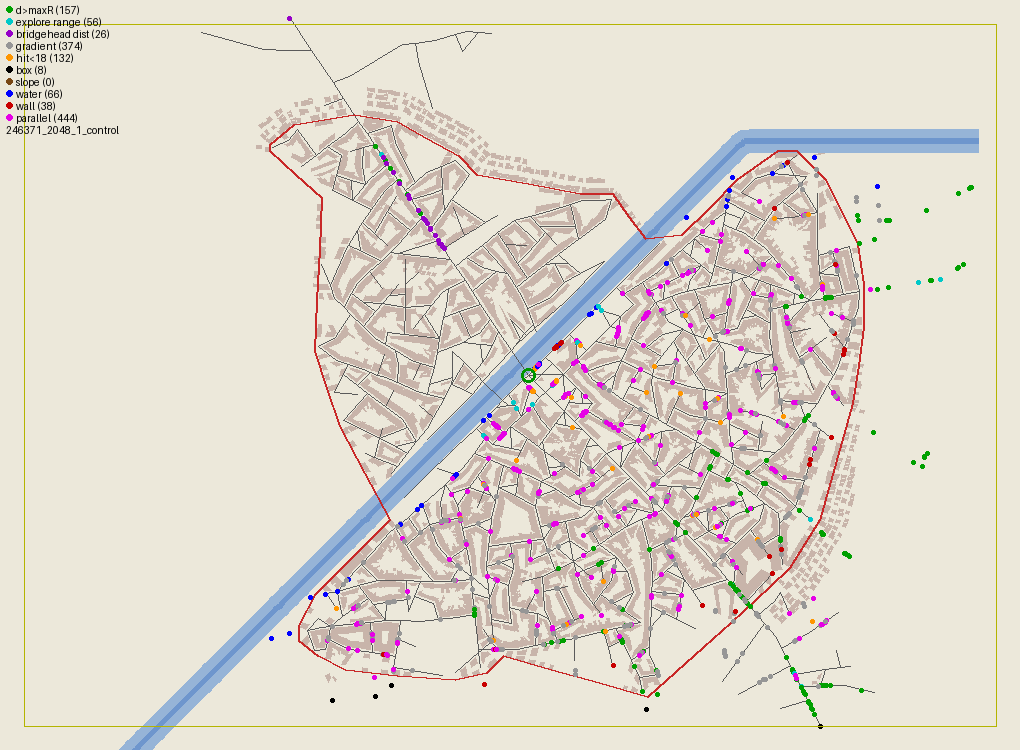 d>maxR (157)
explore range (56)
bridgehead dist (26)
gradient (374)
hit<18 (132)
box (8)
slope (0)
water (66)
wall (38)
parallel (444)
246371_2048_1_control